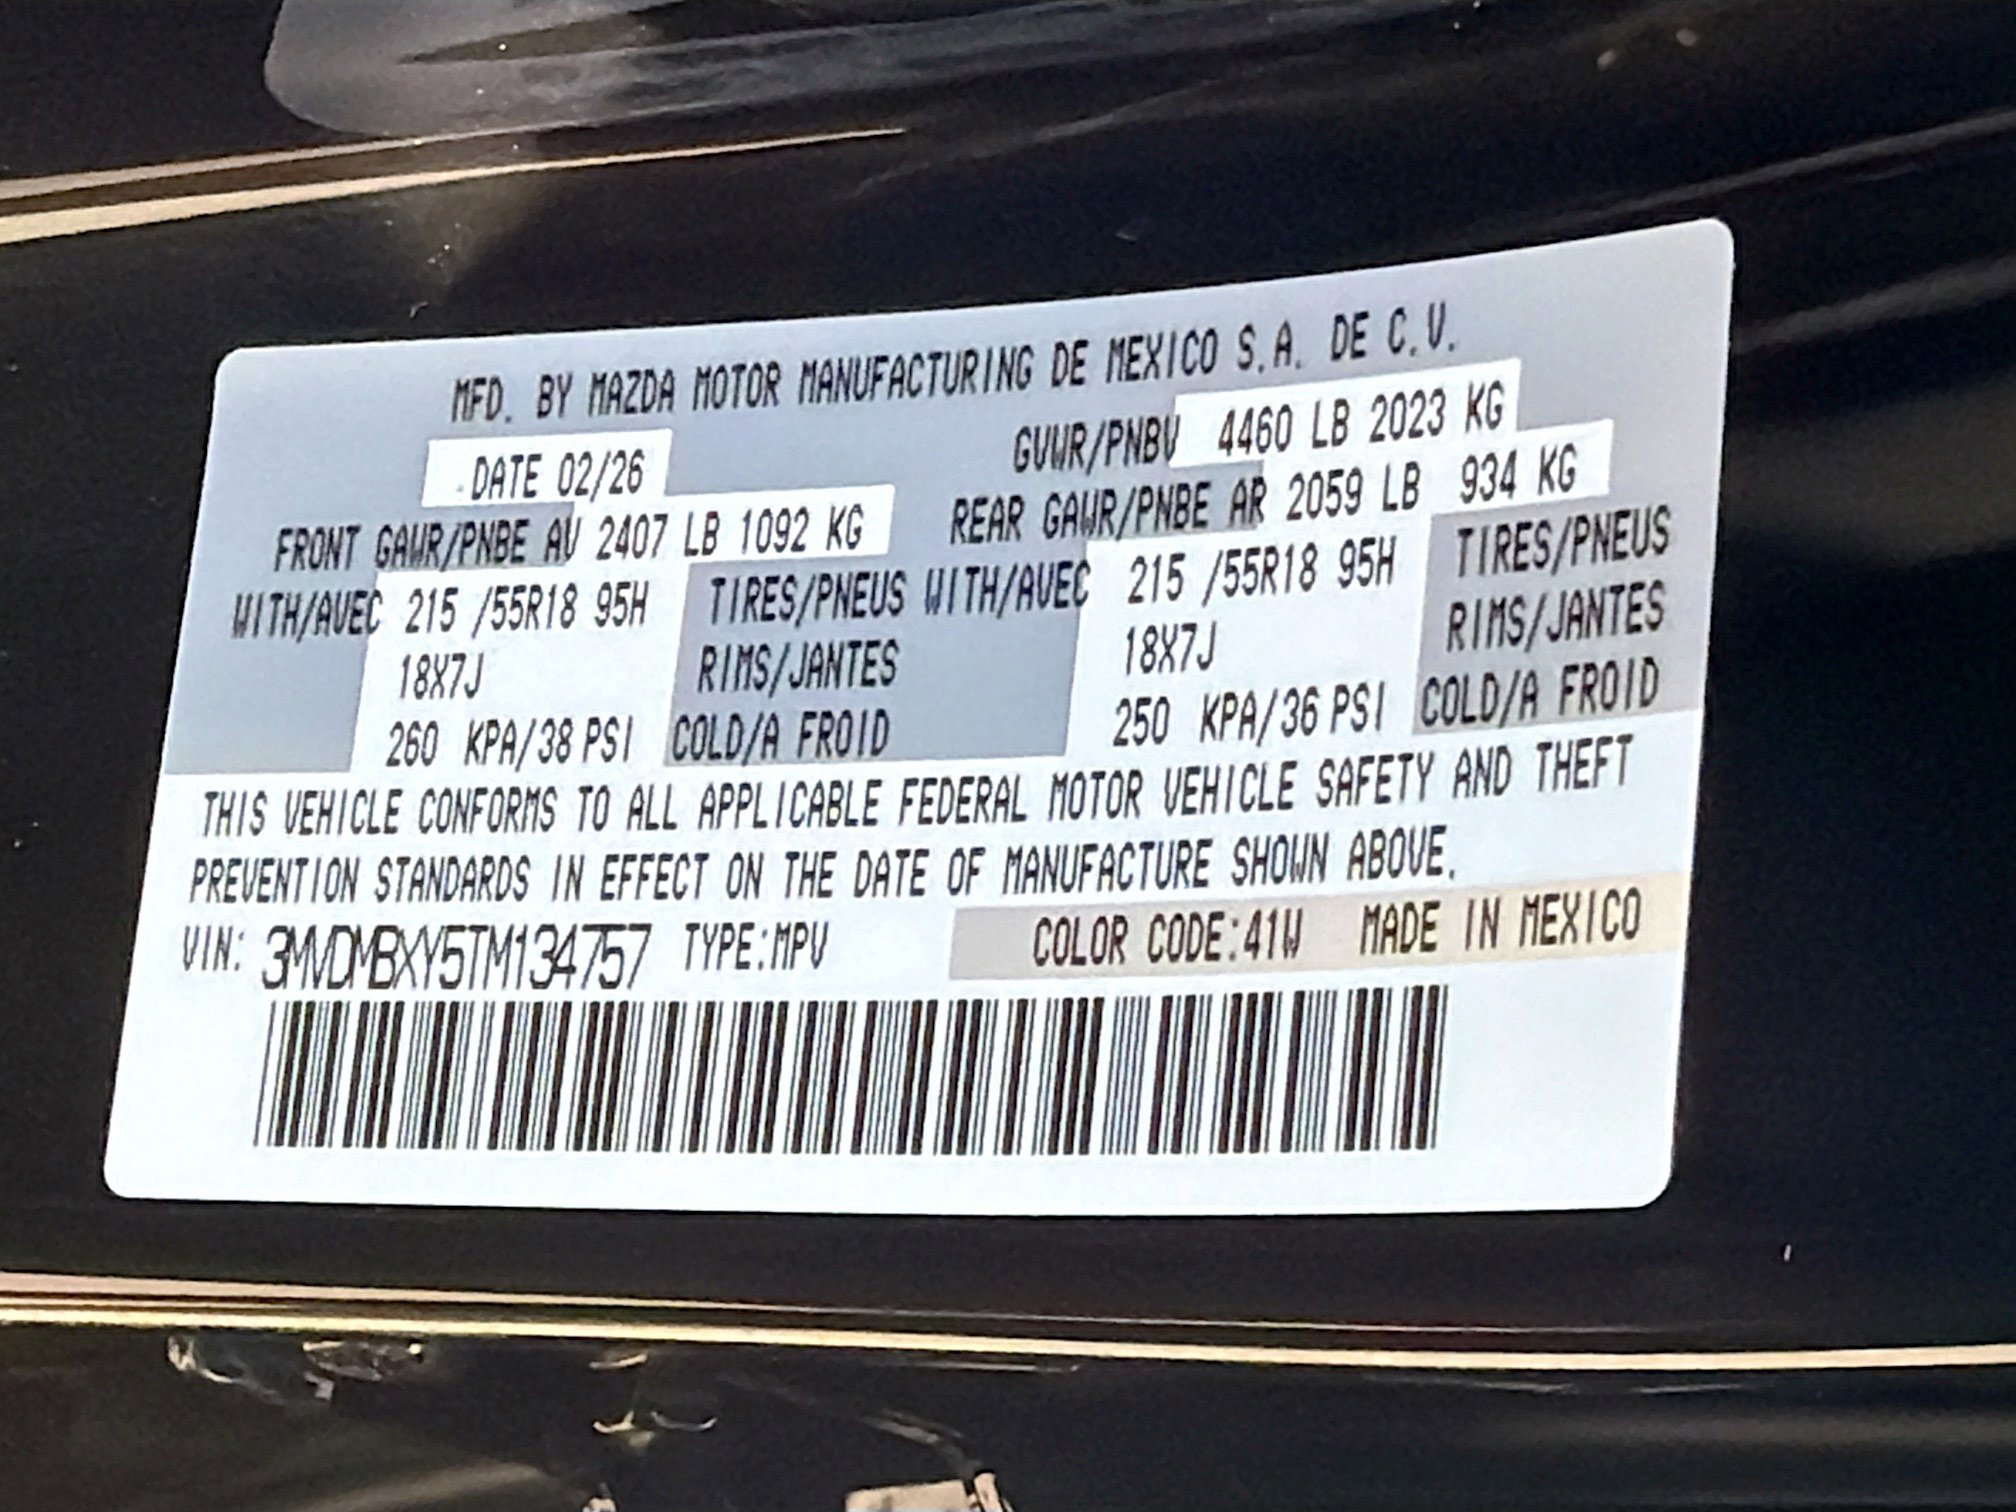 MFD. BY MAZDA MOTOR MANUFACTURING DE MEXICO S.A. DE C.V.
DATE 02/26 GVWR/PNBV 4460 LB 2023 KG
FRONT GAWR/PNBE AV 2407 LB 1092 KG REAR GAWR/PNBE AR 2059 LB 934 KG
WITH/AVEC 215 /55R18 95H TIRES/PNEUS WITH/AVEC 215 /55R18 95H TIRES/PNEUS
18X7J RIMS/JANTES 18X7J RIMS/JANTES
260 KPA/38 PSI COLD/A FROID 250 KPA/36 PSI COLD/A FROID
THIS VEHICLE CONFORMS TO ALL APPLICABLE FEDERAL MOTOR VEHICLE SAFETY AND THEFT
PREVENTION STANDARDS IN EFFECT ON THE DATE OF MANUFACTURE SHOWN ABOVE.
VIN: 3MVDMBXY5TM134757 TYPE:MPV COLOR CODE:41W MADE IN MEXICO